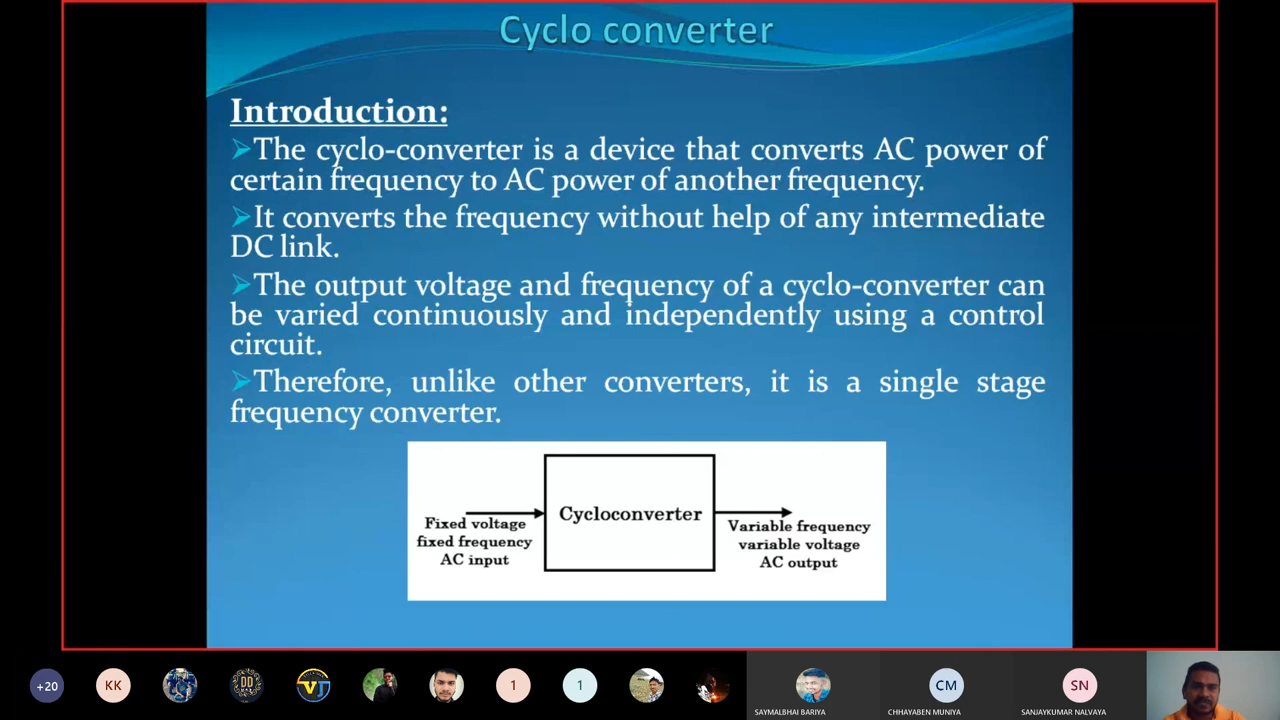 Cyclo converter
Introduction:
➢The cyclo-converter is a device that converts AC power of
certain frequency to AC power of another frequency.
➢It converts the frequency without help of any intermediate
DC link.
➢The output voltage and frequency of a cyclo-converter can
be varied continuously and independently using a control
circuit.
➢Therefore, unlike other converters, it is a single stage
frequency converter.
Fixed voltage
fixed frequency
AC input
Cycloconverter
Variable frequency
variable voltage
AC output
+20
KK
DD
VJ
1
1
CM
SN
SAYMALBHAI BARIYA
CHHAYABEN MUNIYA
SANJAYKUMAR NALVAYA